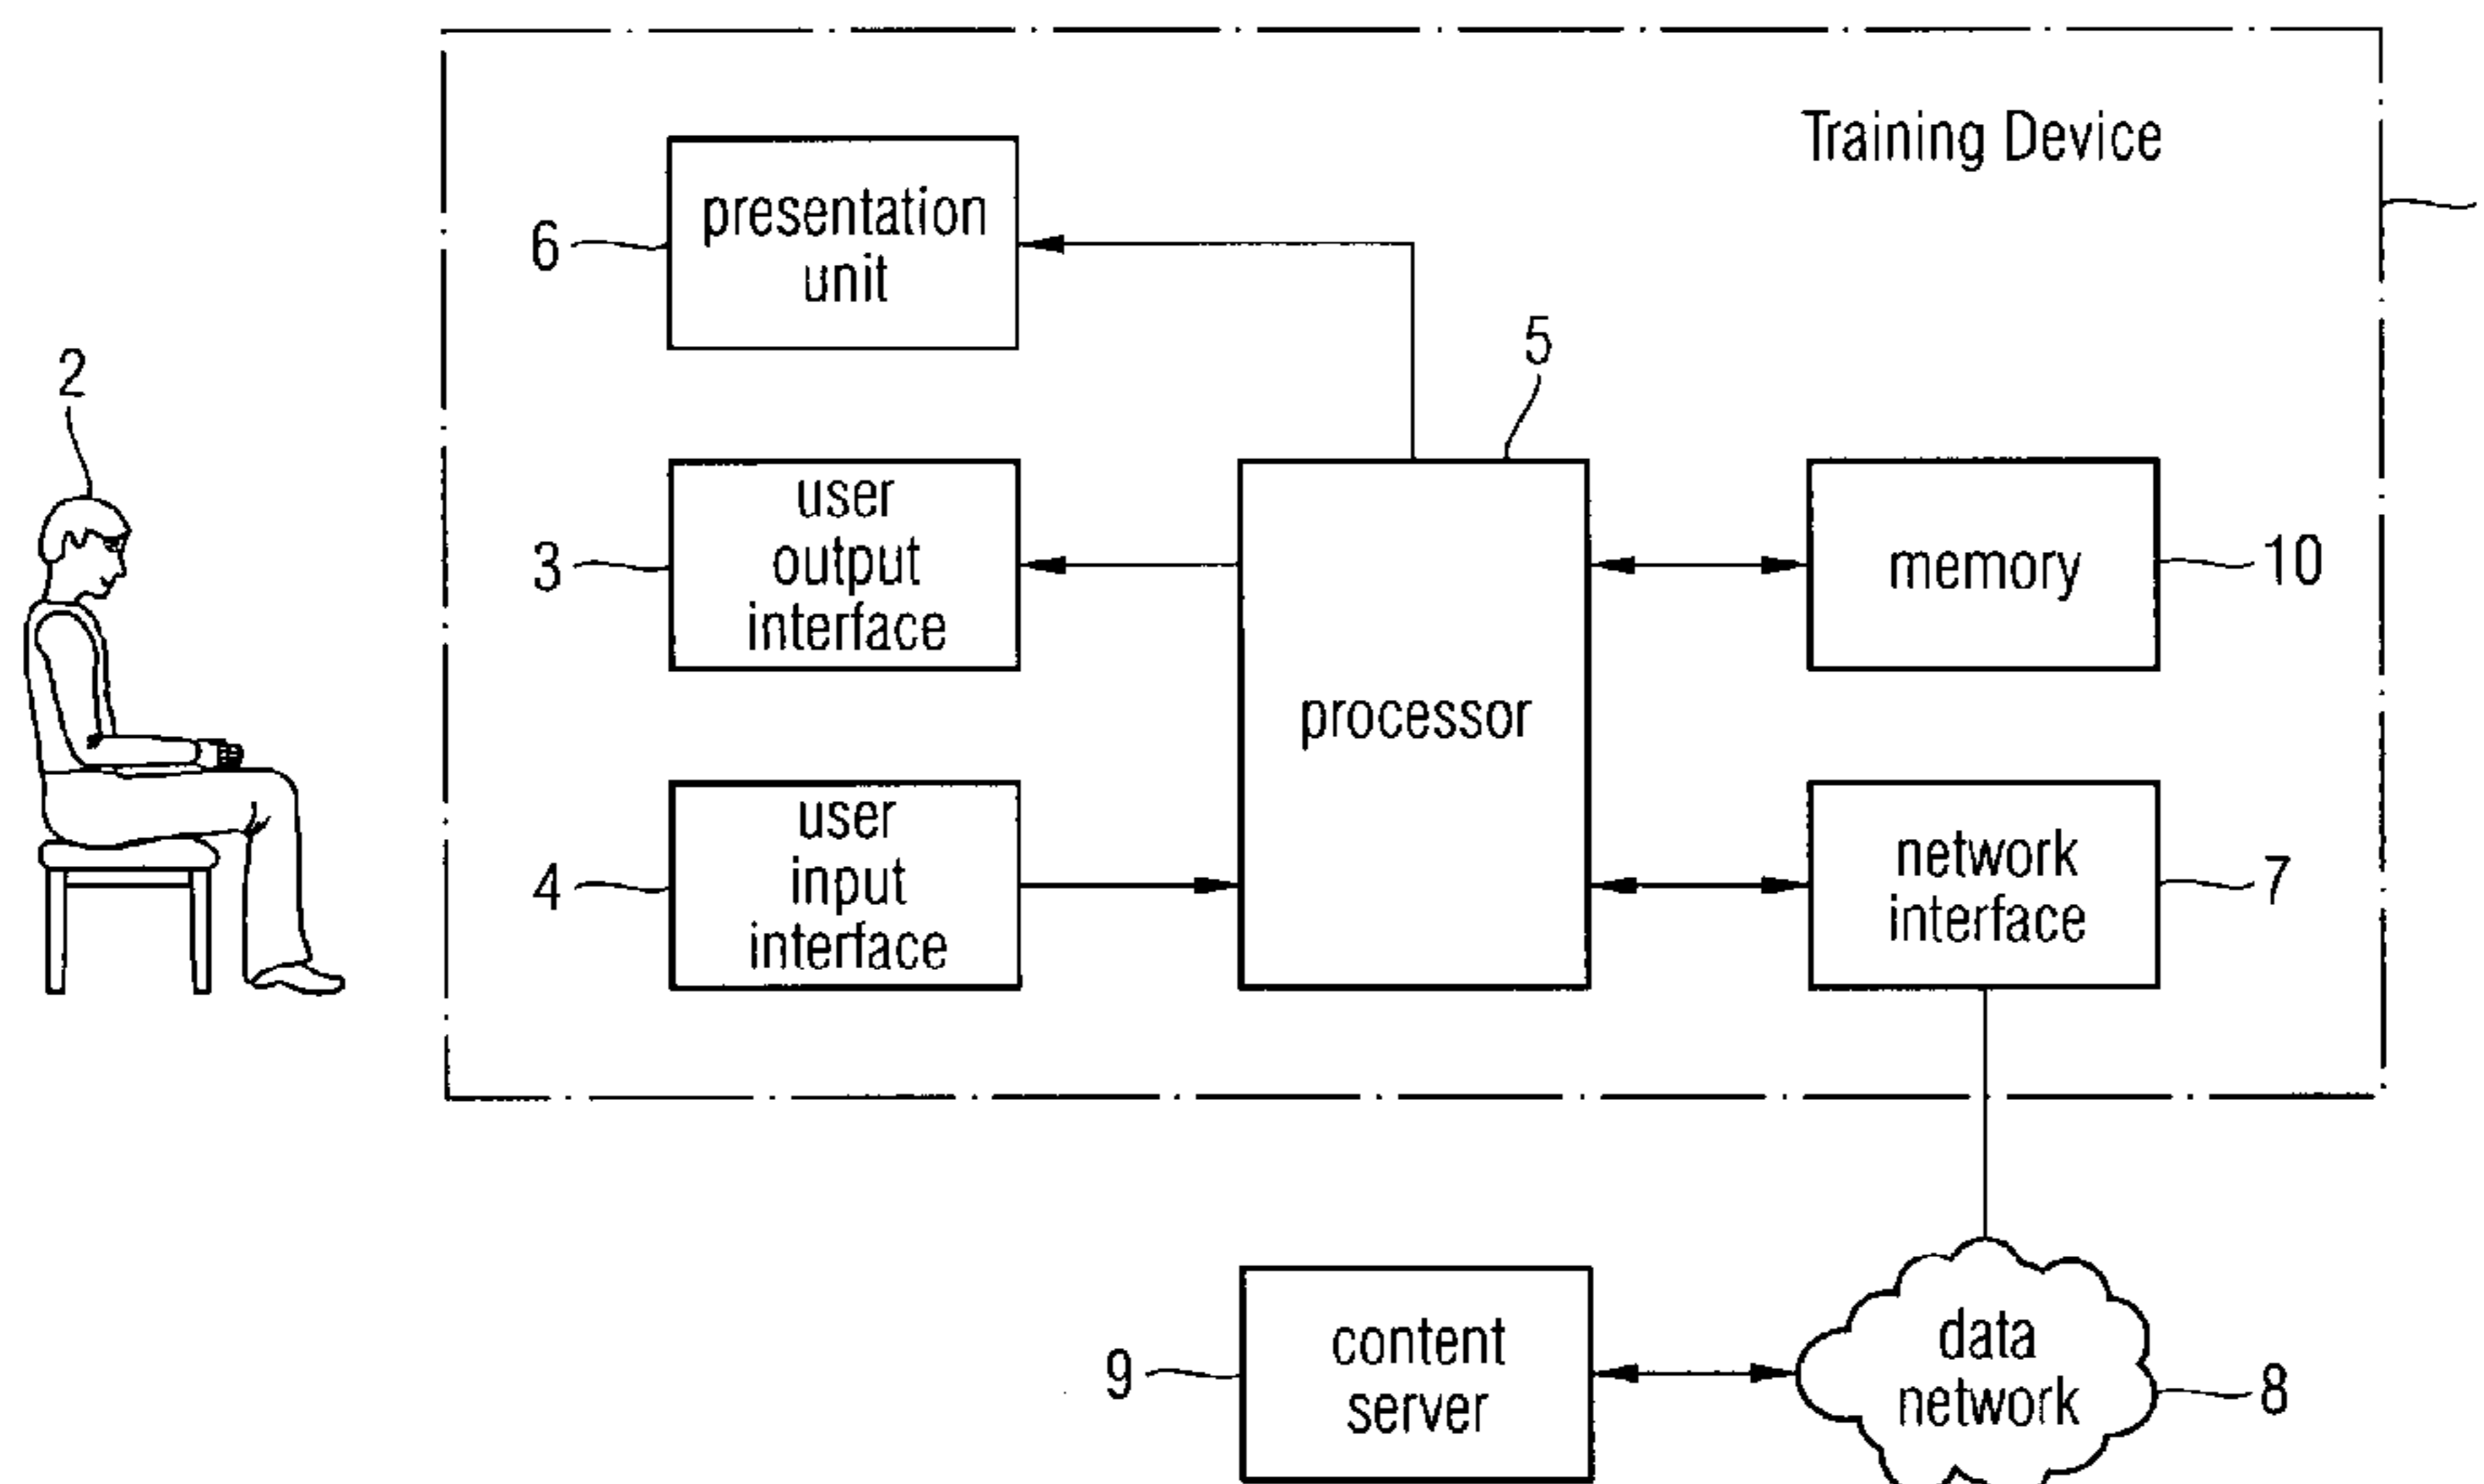 Training Device
6
presentation
unit
5
2
3
user
output
interface
memory
10
processor
4
user
input
interface
network
interface
7
9
content
server
data
network
8